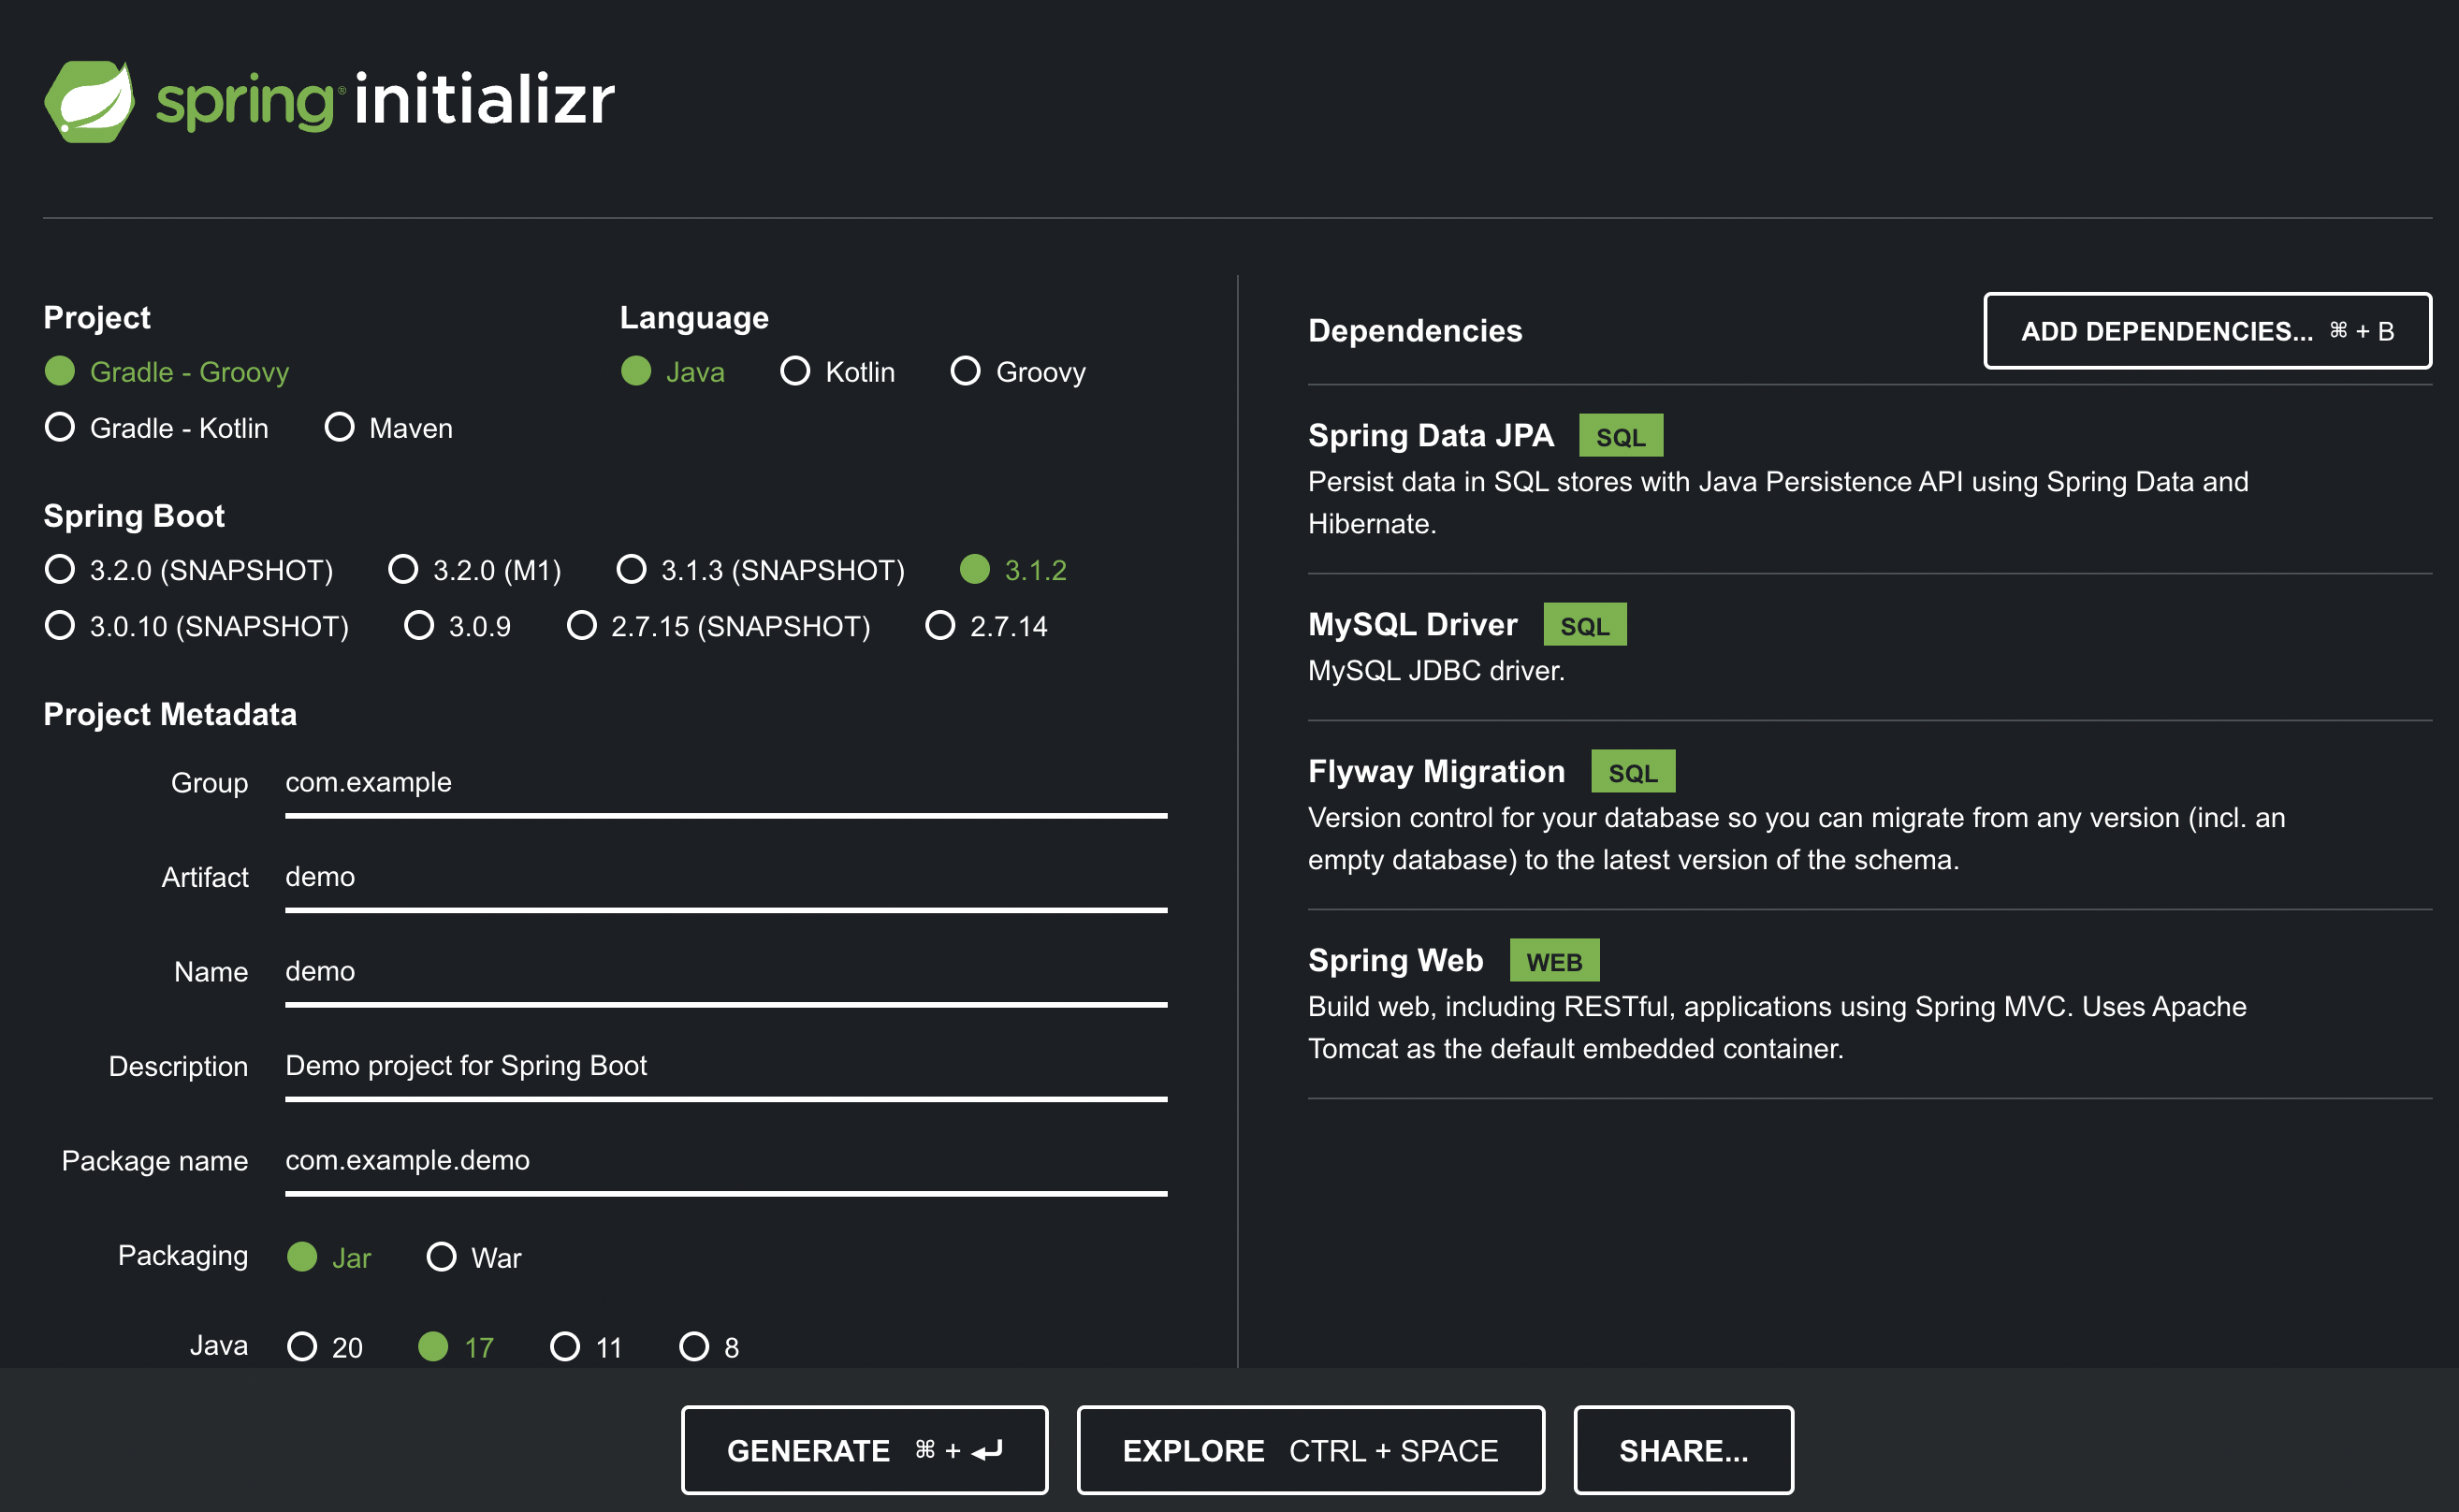 spring® initializr
Project
Gradle - Groovy
Gradle - Kotlin Maven
Language
Java Kotlin Groovy
Spring Boot
3.2.0 (SNAPSHOT) 3.2.0 (M1) 3.1.3 (SNAPSHOT) 3.1.2
3.0.10 (SNAPSHOT) 3.0.9 2.7.15 (SNAPSHOT) 2.7.14
Project Metadata
Group com.example
Artifact demo
Name demo
Description Demo project for Spring Boot
Package name com.example.demo
Packaging Jar War
Java 20 17 11 8
Dependencies ADD DEPENDENCIES... ⌘ + B
Spring Data JPA SQL
Persist data in SQL stores with Java Persistence API using Spring Data and
Hibernate.
MySQL Driver SQL
MySQL JDBC driver.
Flyway Migration SQL
Version control for your database so you can migrate from any version (incl. an
empty database) to the latest version of the schema.
Spring Web WEB
Build web, including RESTful, applications using Spring MVC. Uses Apache
Tomcat as the default embedded container.
GENERATE ⌘ + ⏎ EXPLORE CTRL + SPACE SHARE...